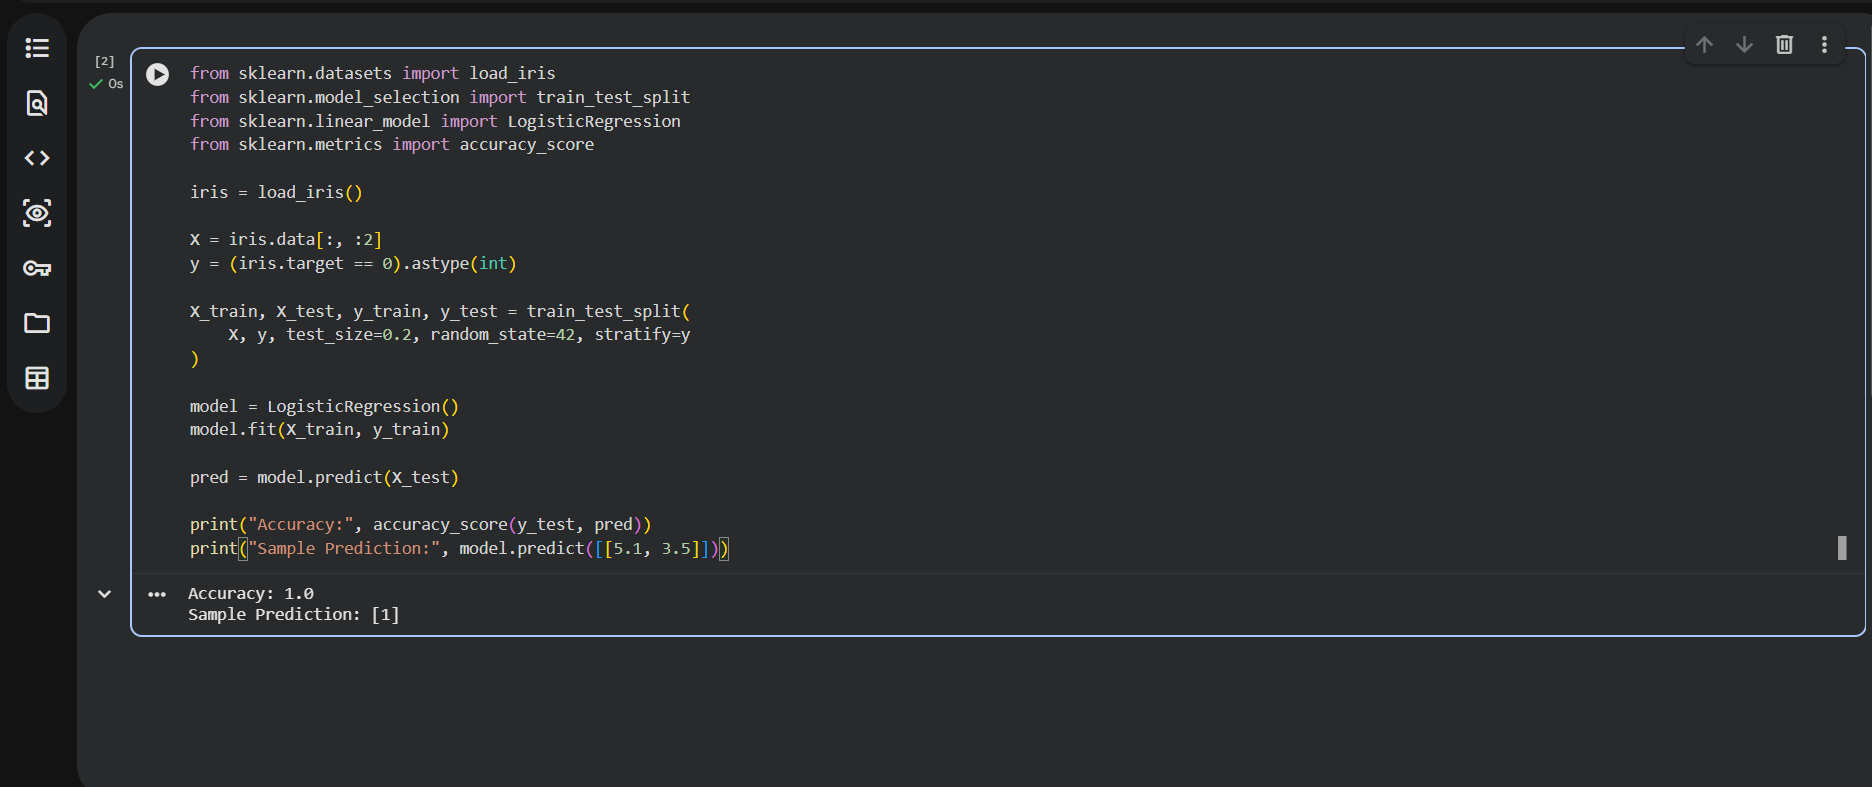 [2]
0s
from sklearn.datasets import load_iris
from sklearn.model_selection import train_test_split
from sklearn.linear_model import LogisticRegression
from sklearn.metrics import accuracy_score

iris = load_iris()

X = iris.data[:, :2]
y = (iris.target == 0).astype(int)

X_train, X_test, y_train, y_test = train_test_split(
    X, y, test_size=0.2, random_state=42, stratify=y
)

model = LogisticRegression()
model.fit(X_train, y_train)

pred = model.predict(X_test)

print("Accuracy:", accuracy_score(y_test, pred))
print("Sample Prediction:", model.predict([[5.1, 3.5]]))
Accuracy: 1.0
Sample Prediction: [1]